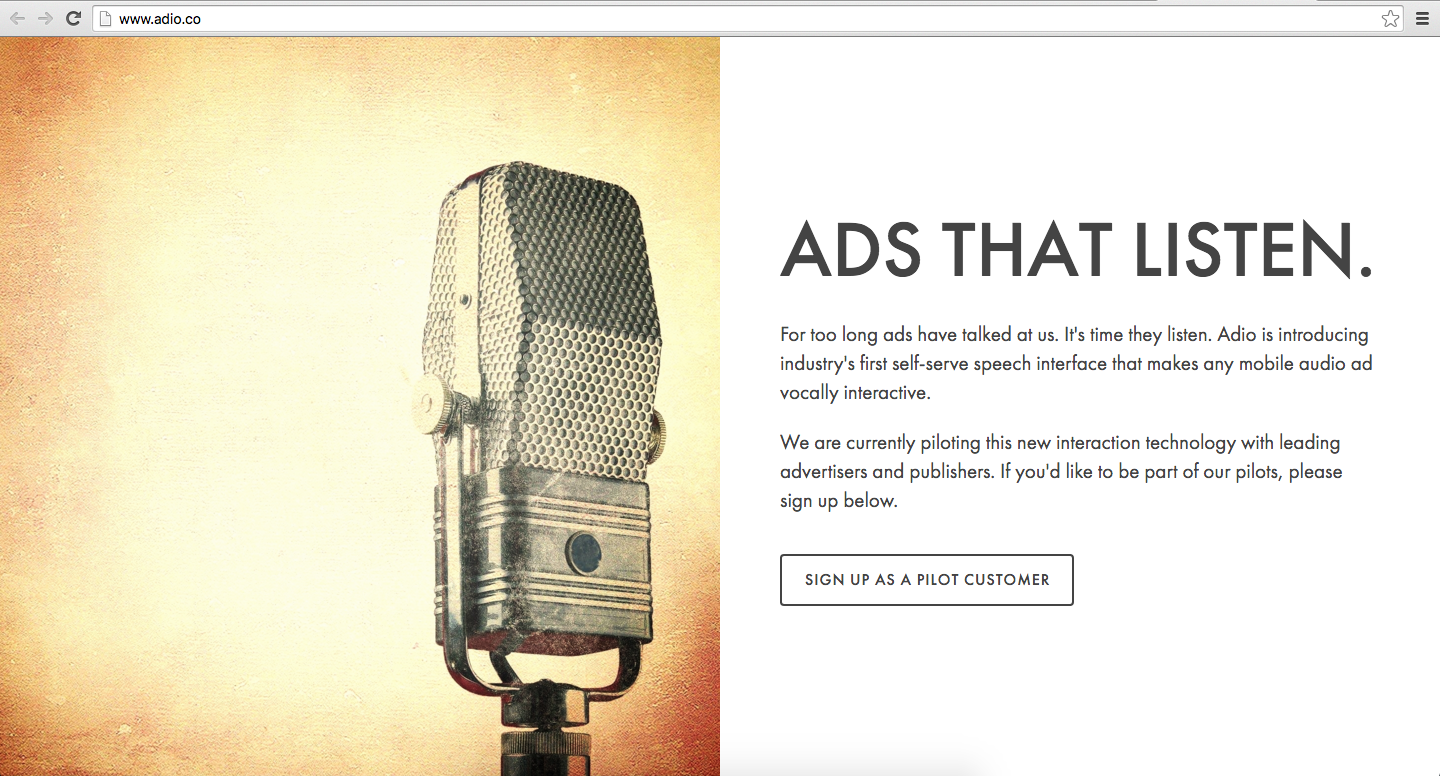 www.adio.co
ADS THAT LISTEN.
For too long ads have talked at us. It's time they listen. Adio is introducing
industry's first self-serve speech interface that makes any mobile audio ad
vocally interactive.
We are currently piloting this new interaction technology with leading
advertisers and publishers. If you'd like to be part of our pilots, please
sign up below.
SIGN UP AS A PILOT CUSTOMER